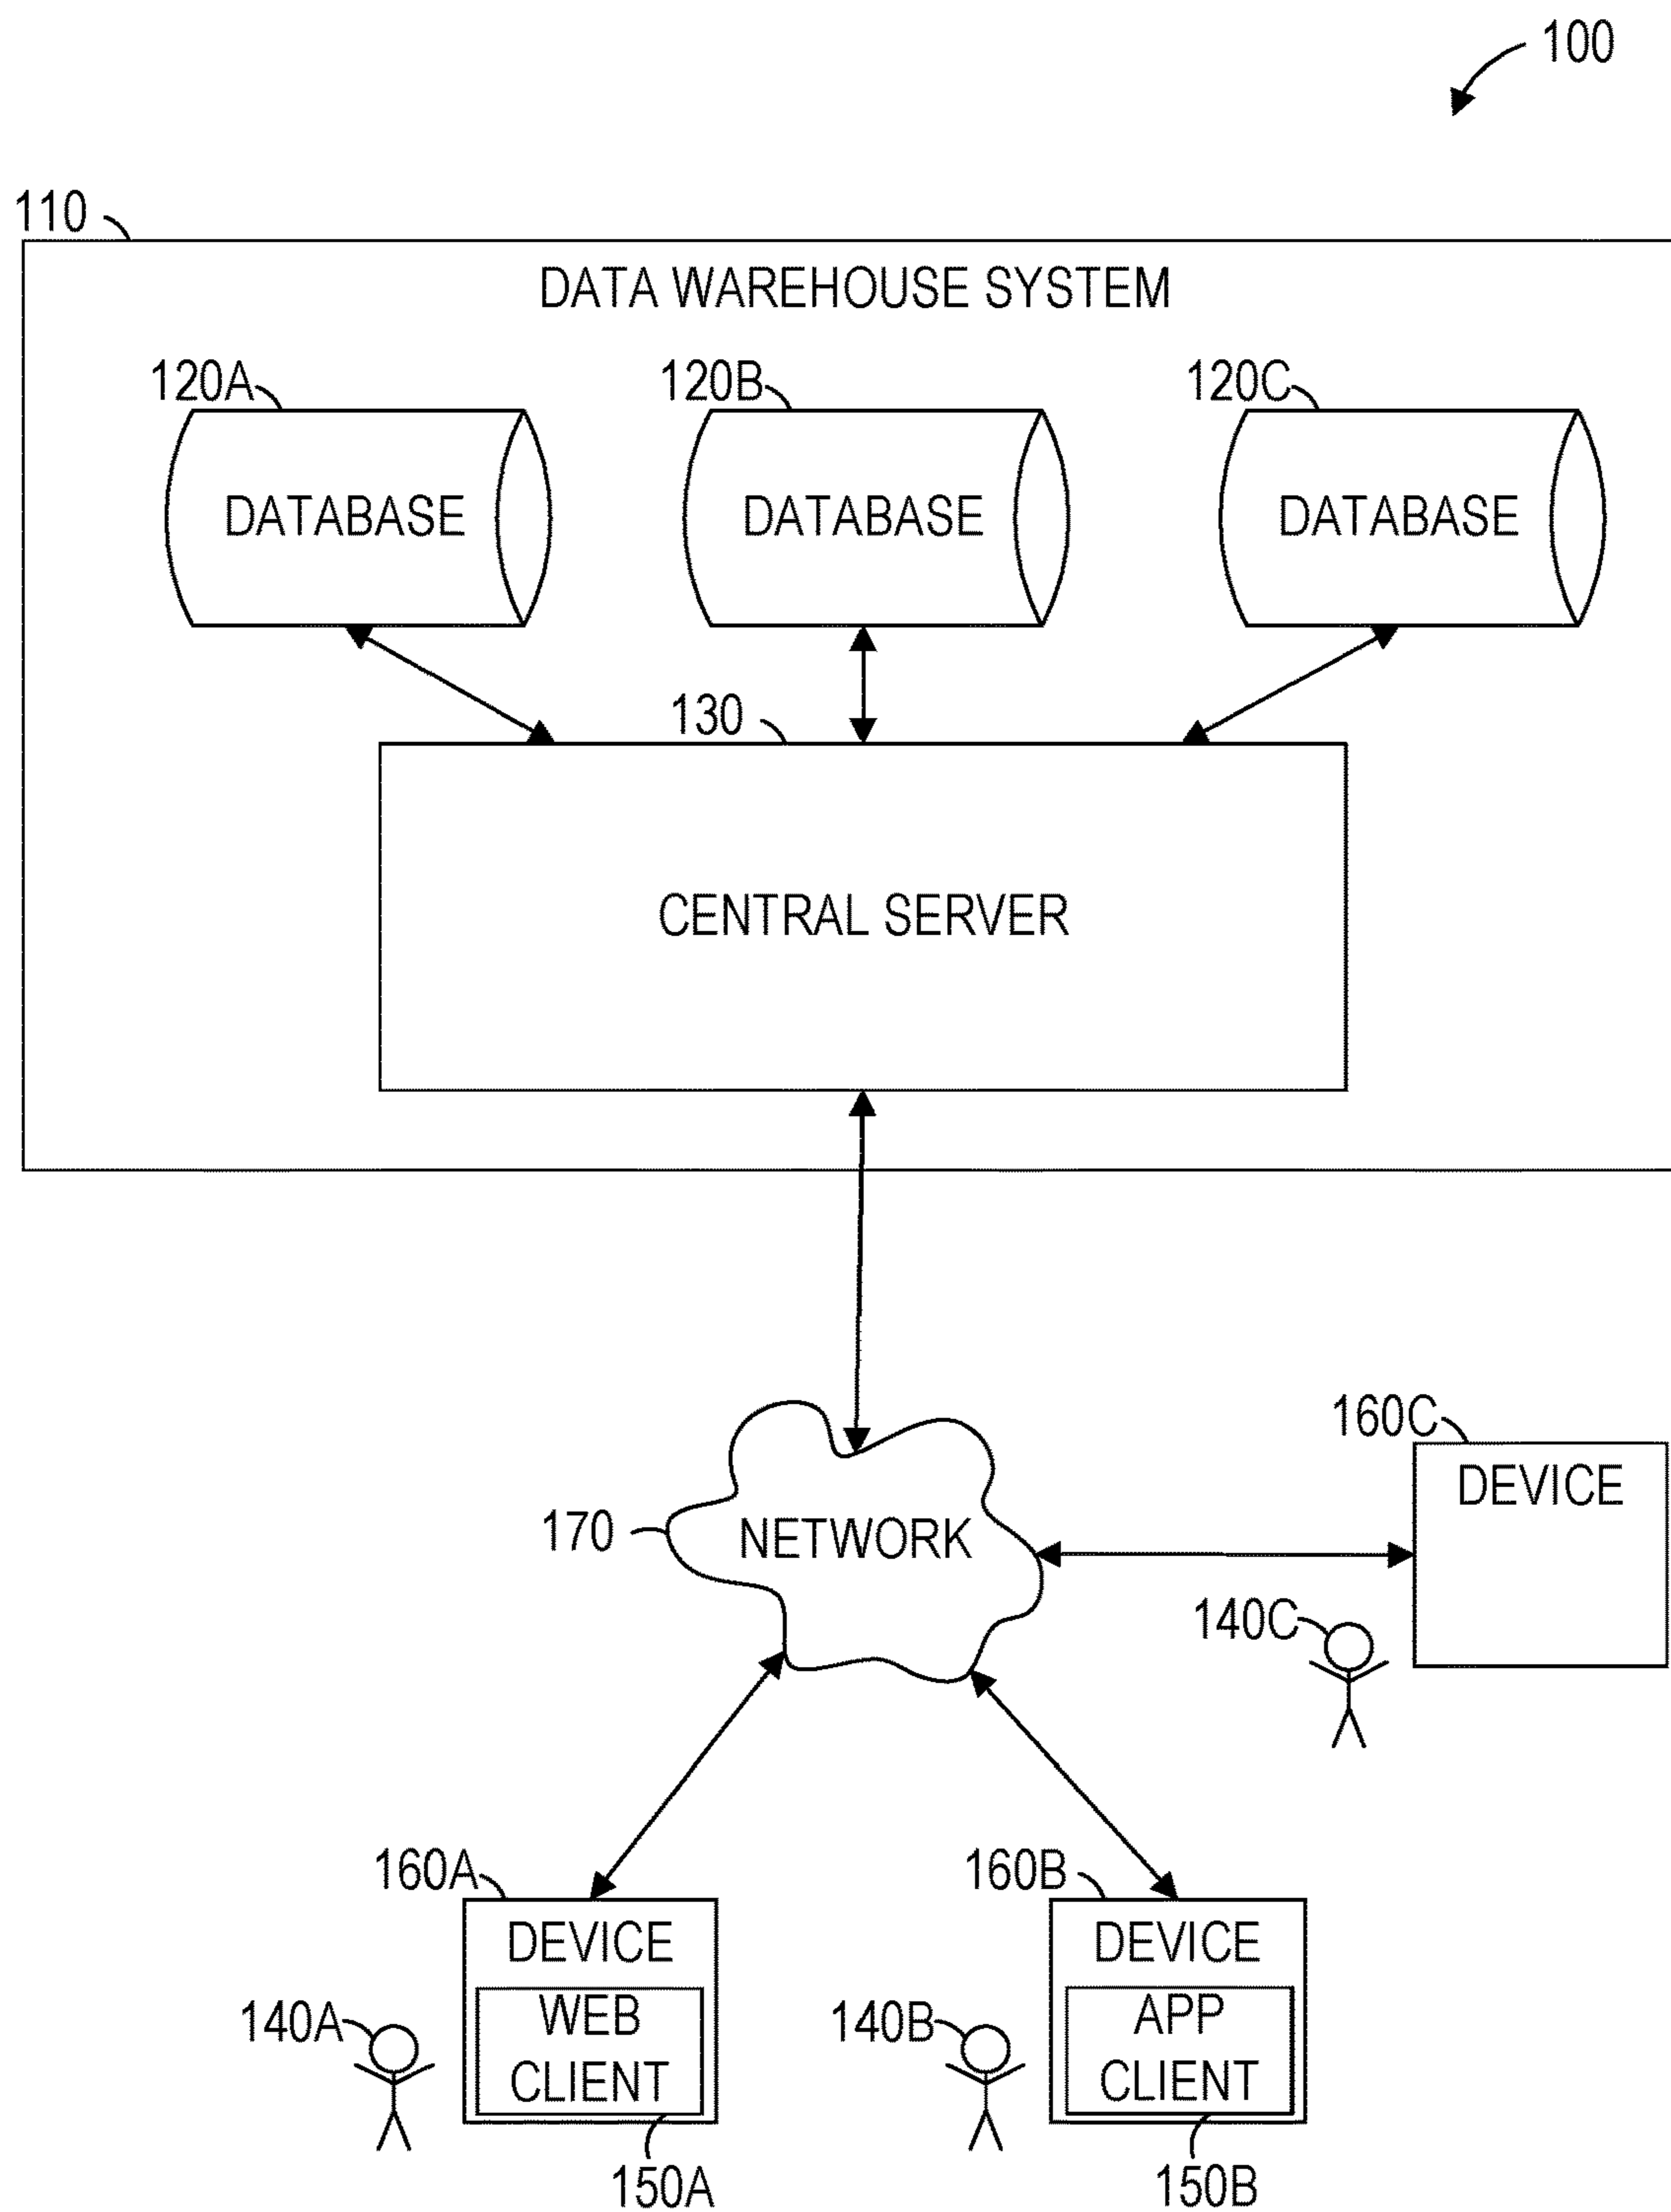 100
110
DATA WAREHOUSE SYSTEM
120A
120B
120C
DATABASE
DATABASE
DATABASE
130
CENTRAL SERVER
160C
DEVICE
170
NETWORK
140C
160A
160B
DEVICE
DEVICE
140A
WEB
CLIENT
140B
APP
CLIENT
150A
150B